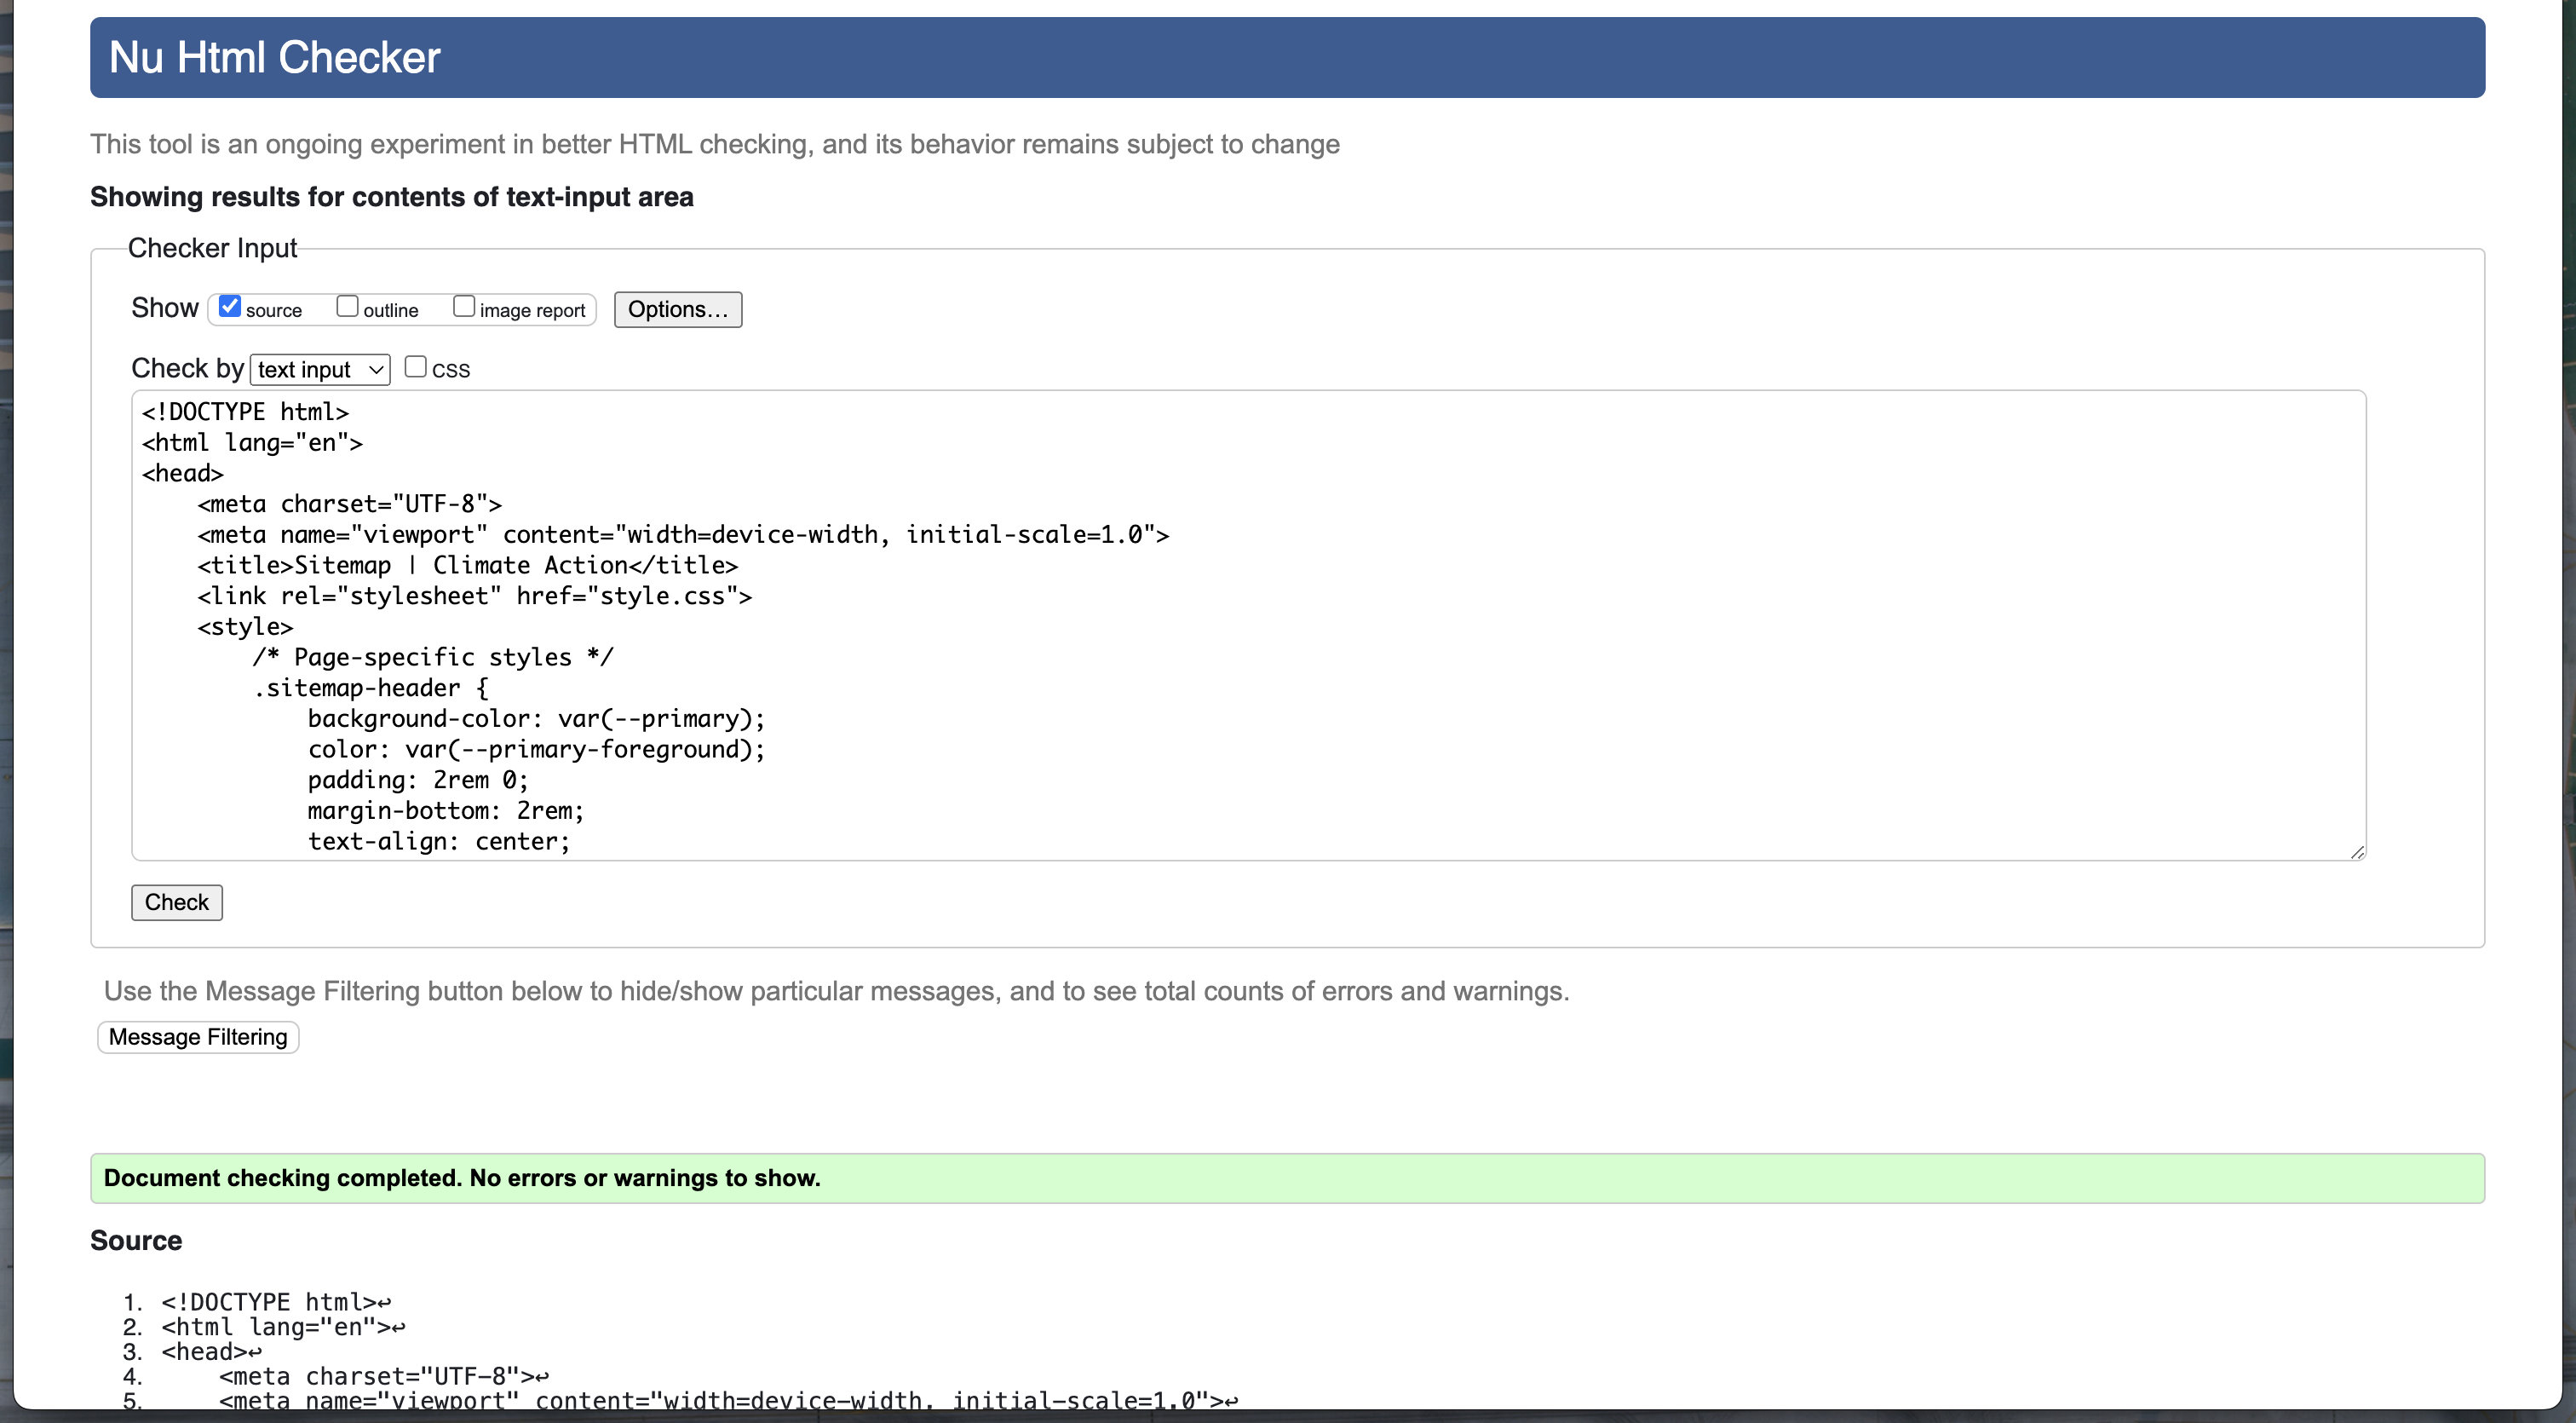 Nu Html Checker
This tool is an ongoing experiment in better HTML checking, and its behavior remains subject to change
Showing results for contents of text-input area
Checker Input
Show source outline image report Options...
Check by text input css
<!DOCTYPE html>
<html lang="en">
<head>
    <meta charset="UTF-8">
    <meta name="viewport" content="width=device-width, initial-scale=1.0">
    <title>Sitemap | Climate Action</title>
    <link rel="stylesheet" href="style.css">
    <style>
        /* Page-specific styles */
        .sitemap-header {
            background-color: var(--primary);
            color: var(--primary-foreground);
            padding: 2rem 0;
            margin-bottom: 2rem;
            text-align: center;
Check
Use the Message Filtering button below to hide/show particular messages, and to see total counts of errors and warnings.
Message Filtering
Document checking completed. No errors or warnings to show.
Source
1. <!DOCTYPE html>↩
2. <html lang="en">↩
3. <head>↩
4.     <meta charset="UTF-8">↩
5.     <meta name="viewport" content="width=device-width, initial-scale=1.0">↩